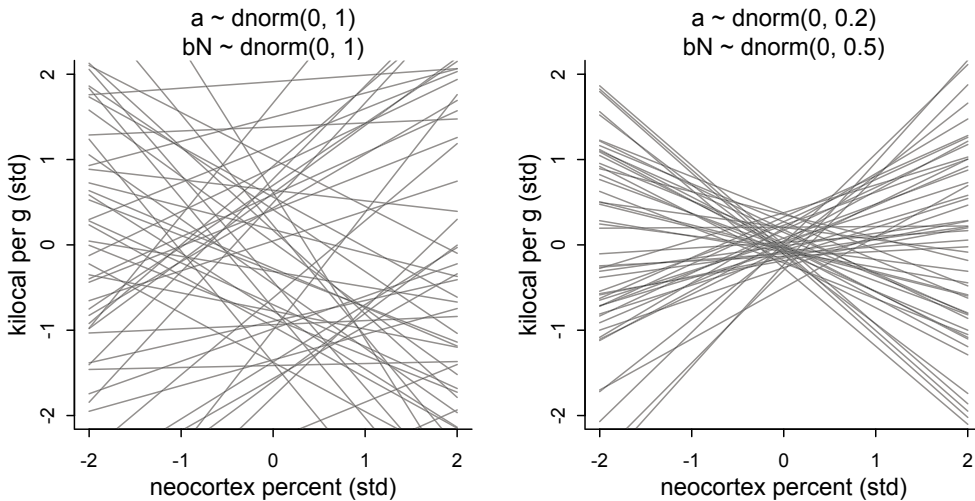 a ~ dnorm(0, 1)
bN ~ dnorm(0, 1)
kilocal per g (std)
2
1
0
-1
-2
-2
-1
0
1
2
neocortex percent (std)
a ~ dnorm(0, 0.2)
bN ~ dnorm(0, 0.5)
kilocal per g (std)
2
1
0
-1
-2
-2
-1
0
1
2
neocortex percent (std)